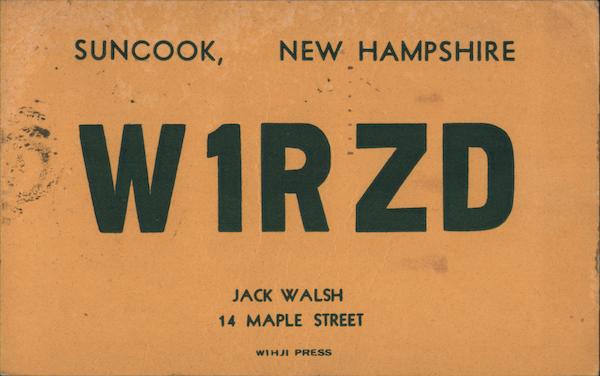 SUNCOOK, NEW HAMPSHIRE
W1RZD
JACK WALSH
14 MAPLE STREET
W1HJI PRESS